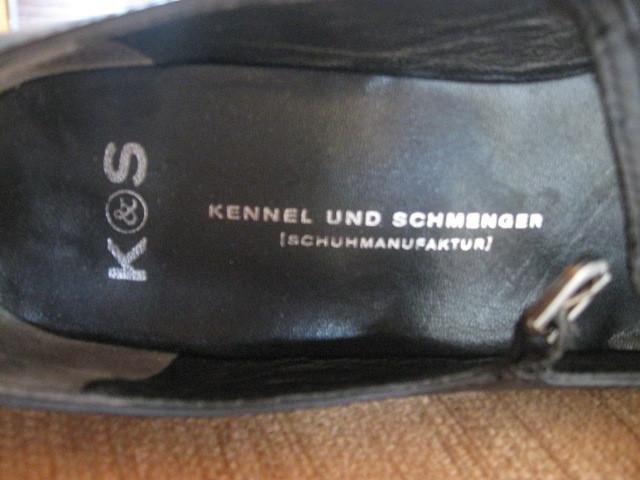 K&S
KENNEL UND SCHMENGER
[SCHUHMANUFAKTUR]